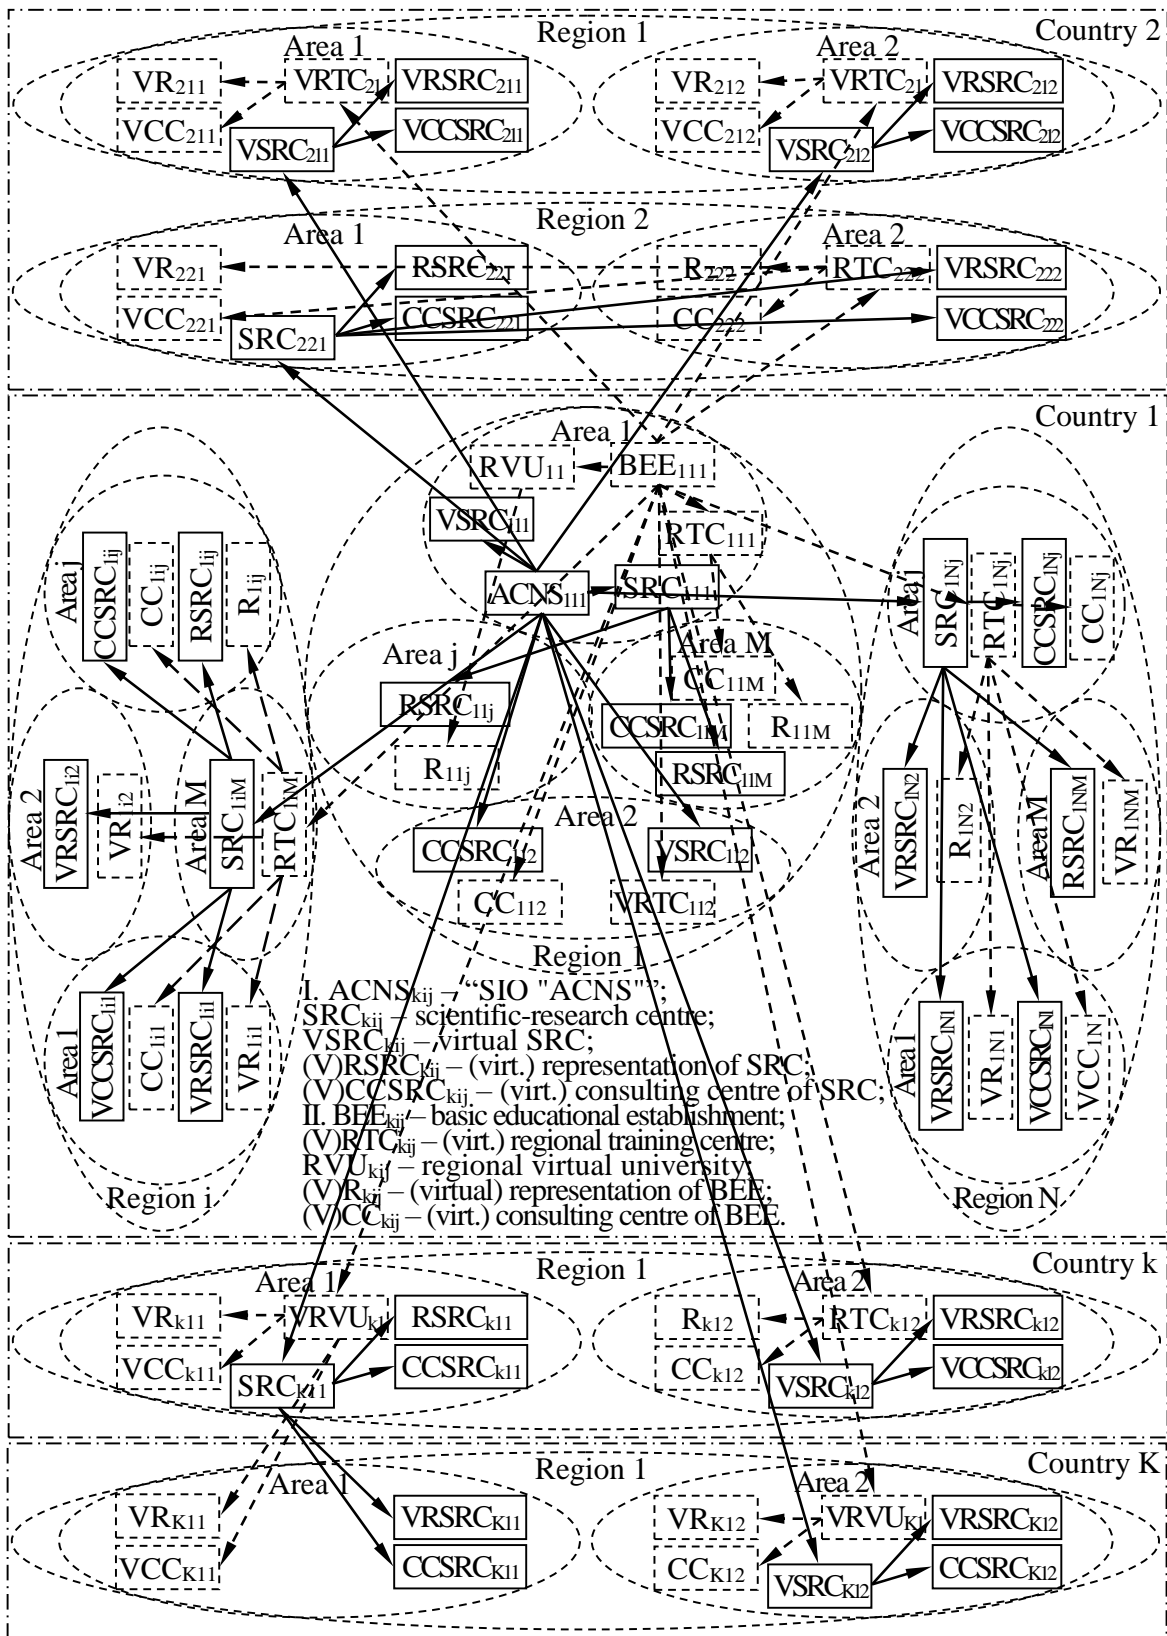 Region 1
Country 2
Area 1
Area 2
VR211
VRTC21
VRSRC211
VR212
VRTC21
VRSRC212
VCC211
VCCSRC211
VCC212
VCCSRC212
VSRC211
VSRC212
Region 2
Area 1
Area 2
VR221
RSRC221
R222
RTC222
VRSRC222
VCC221
CCSRC221
CC222
VCCSRC222
SRC221
Country 1
Area 1
RVU11
BEE111
VSRC111
RTC111
ACNS111
SRC111
Area j
CCSRC1ij
CC1ij
RSRC1ij
R1ij
Area j
SRC1Nj
RTC1Nj
CCSRC1Nj
CC1Nj
Area j
Area M
CC11M
RSRC11j
CCSRC11M
R11M
R11j
RSRC11M
Area 2
VRSRC1i2
VR1i2
Area M
SRC1iM
RTC1NM
Area 2
CCSRC112
VSRC112
CC112
VRTC112
Region 1
Area 2
VRSRC1N2
R1N2
Area M
RSRC1NM
VR1NM
Area 1
VCCSRC1i1
CC1i1
VRSRC1i1
VR1i1
Region i
Area 1
VRSRC1N1
VR1N1
VCCSRC1N1
VCC1N
Region N
I. ACNSkij – “SIO "ACNS"”;
SRCkij – scientific-research centre;
VSRCkij – virtual SRC;
(V)RSRCkij – (virt.) representation of SRC;
(V)CCSRCkij – (virt.) consulting centre of SRC;
II. BEEkij – basic educational establishment;
(V)RTCkij – (virt.) regional training centre;
RVUkij – regional virtual university;
(V)Rkij – (virtual) representation of BEE;
(V)CCkij – (virt.) consulting centre of BEE.
Region 1
Country k
Area 1
Area 2
VRk11
VRVUk1
RSRCk11
Rk12
RTCk12
VRSRCk12
VCCk11
CCSRCk11
CCk12
VCCSRCk12
SRCk11
VSRCk12
Region 1
Country K
Area 1
Area 2
VRK11
VRSRCK11
VRK12
VRVUK1
VRSRCK12
VCCK11
CCSRCK11
CCK12
CCSRCK12
VSRCK12